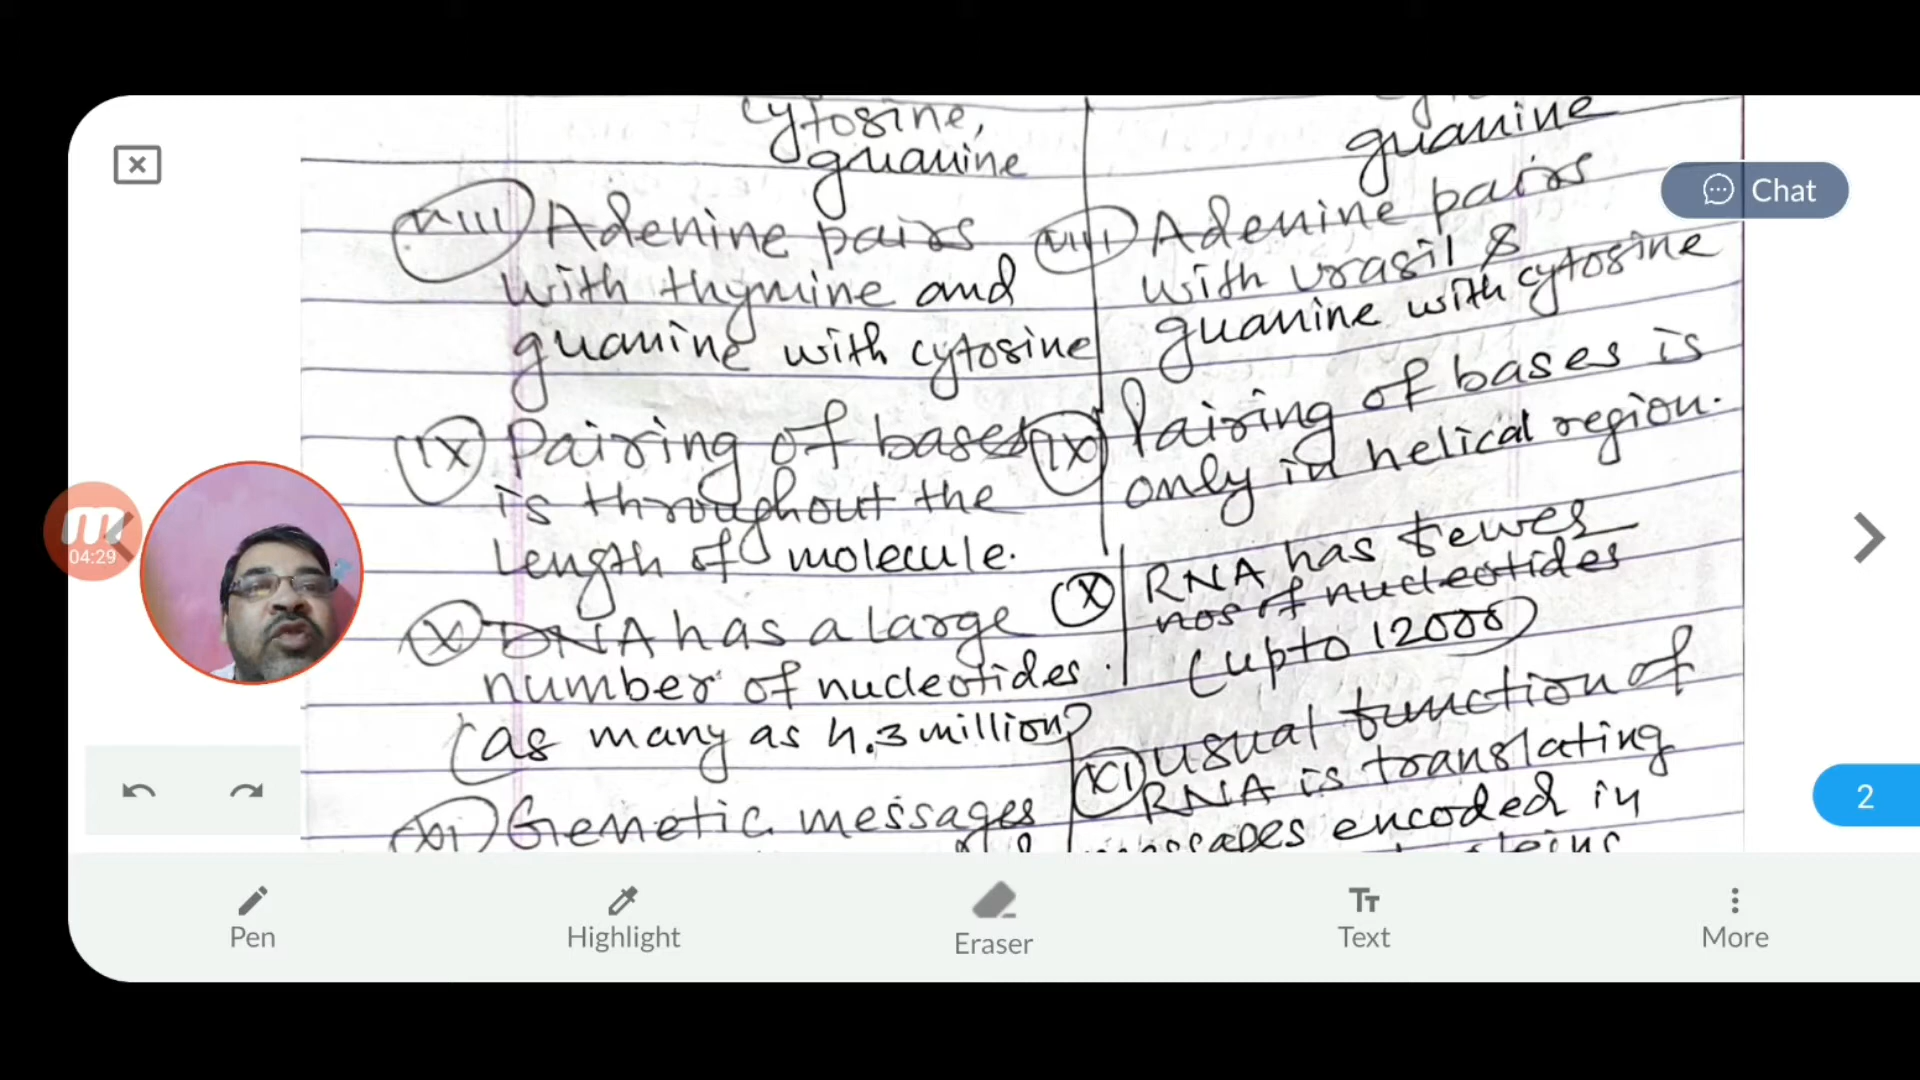 cytosine,
guanine
(viii) Adenine pairs
with thymine and
guanine with cytosine
(ix) Pairing of bases
is throughout the
length of molecule.
(x) DNA has a large
number of nucleotides
(as many as 4.3 million)
(xi) Genetic messages
guanine
(viii) Adenine pairs
with Urasil &
guanine with cytosine
(ix) Pairing of bases is
only in helical region.
(x) RNA has fewer
nos of nucleotides
(upto 12000)
(xi) usual function of
RNA is translating
messages encoded in
Chat
04:29
2
Pen
Highlight
Eraser
Text
More